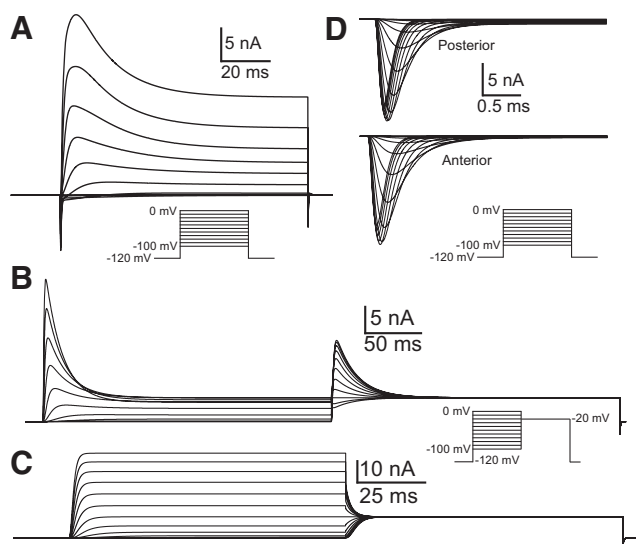 A
5 nA
20 ms
0 mV
-100 mV
-120 mV
D
Posterior
5 nA
0.5 ms
Anterior
0 mV
-100 mV
-120 mV
B
5 nA
50 ms
0 mV
-20 mV
-100 mV
-120 mV
C
10 nA
25 ms